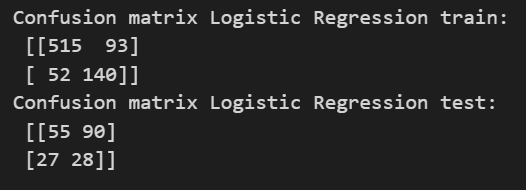 Confusion matrix Logistic Regression train:
[[515  93]
[ 52 140]]
Confusion matrix Logistic Regression test:
[[55 90]
[27 28]]